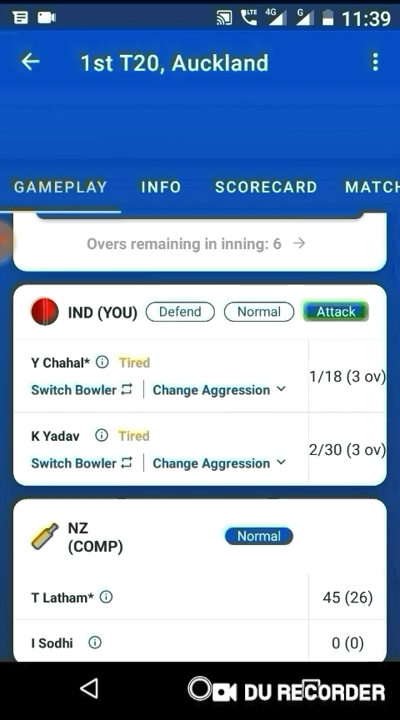 LTE 4G G 11:39
1st T20, Auckland
GAMEPLAY INFO SCORECARD MATCH
Overs remaining in inning: 6
IND (YOU) Defend Normal Attack
Y Chahal* Tired
Switch Bowler Change Aggression
1/18 (3 ov)
K Yadav Tired
Switch Bowler Change Aggression
2/30 (3 ov)
NZ
(COMP)
Normal
T Latham* 45 (26)
I Sodhi 0 (0)
DU RECORDER